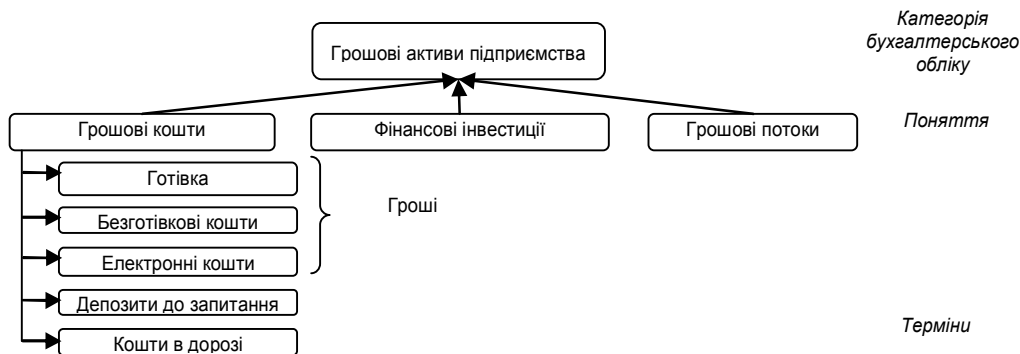 Категорія
бухгалтерського
обліку
Грошові активи підприємства
Грошові кошти
Фінансові інвестиції
Грошові потоки
Поняття
Готівка
Безготівкові кошти
Гроші
Електронні кошти
Депозити до запитання
Кошти в дорозі
Терміни